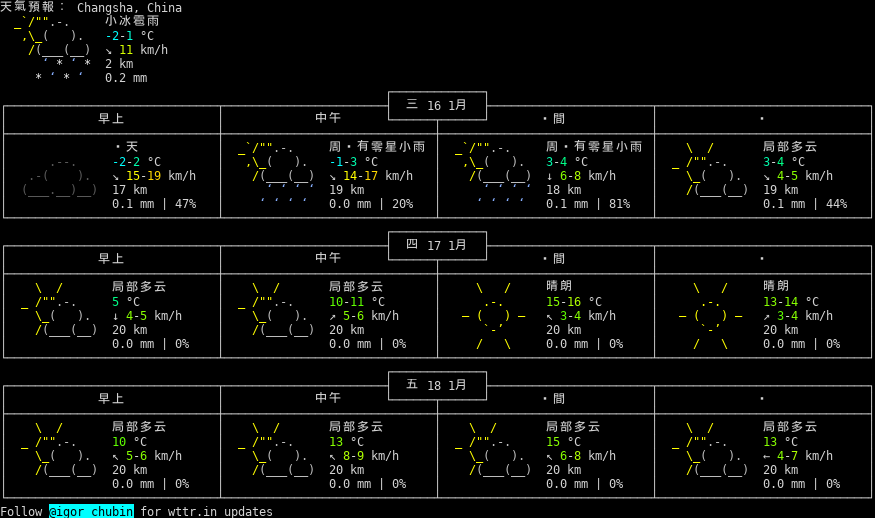 天氣預報： Changsha, China
小冰雹雨
-2-1 °C
↘ 11 km/h
2 km
0.2 mm
三 16 1月
早上 中午 ・間 ・
・天 周・有零星小雨 周・有零星小雨 局部多云
-2-2 °C -1-3 °C 3-4 °C 3-4 °C
↘ 15-19 km/h ↘ 14-17 km/h ↓ 6-8 km/h ↘ 4-5 km/h
17 km 19 km 18 km 19 km
0.1 mm | 47% 0.0 mm | 20% 0.1 mm | 81% 0.1 mm | 44%
四 17 1月
早上 中午 ・間 ・
局部多云 局部多云 晴朗 晴朗
5 °C 10-11 °C 15-16 °C 13-14 °C
↓ 4-5 km/h ↗ 5-6 km/h ↖ 3-4 km/h ↗ 3-4 km/h
20 km 20 km 20 km 20 km
0.0 mm | 0% 0.0 mm | 0% 0.0 mm | 0% 0.0 mm | 0%
五 18 1月
早上 中午 ・間 ・
局部多云 局部多云 局部多云 局部多云
10 °C 13 °C 15 °C 13 °C
↖ 5-6 km/h ↖ 8-9 km/h ↖ 6-8 km/h ← 4-7 km/h
20 km 20 km 20 km 20 km
0.0 mm | 0% 0.0 mm | 0% 0.0 mm | 0% 0.0 mm | 0%
Follow @igor_chubin for wttr.in updates